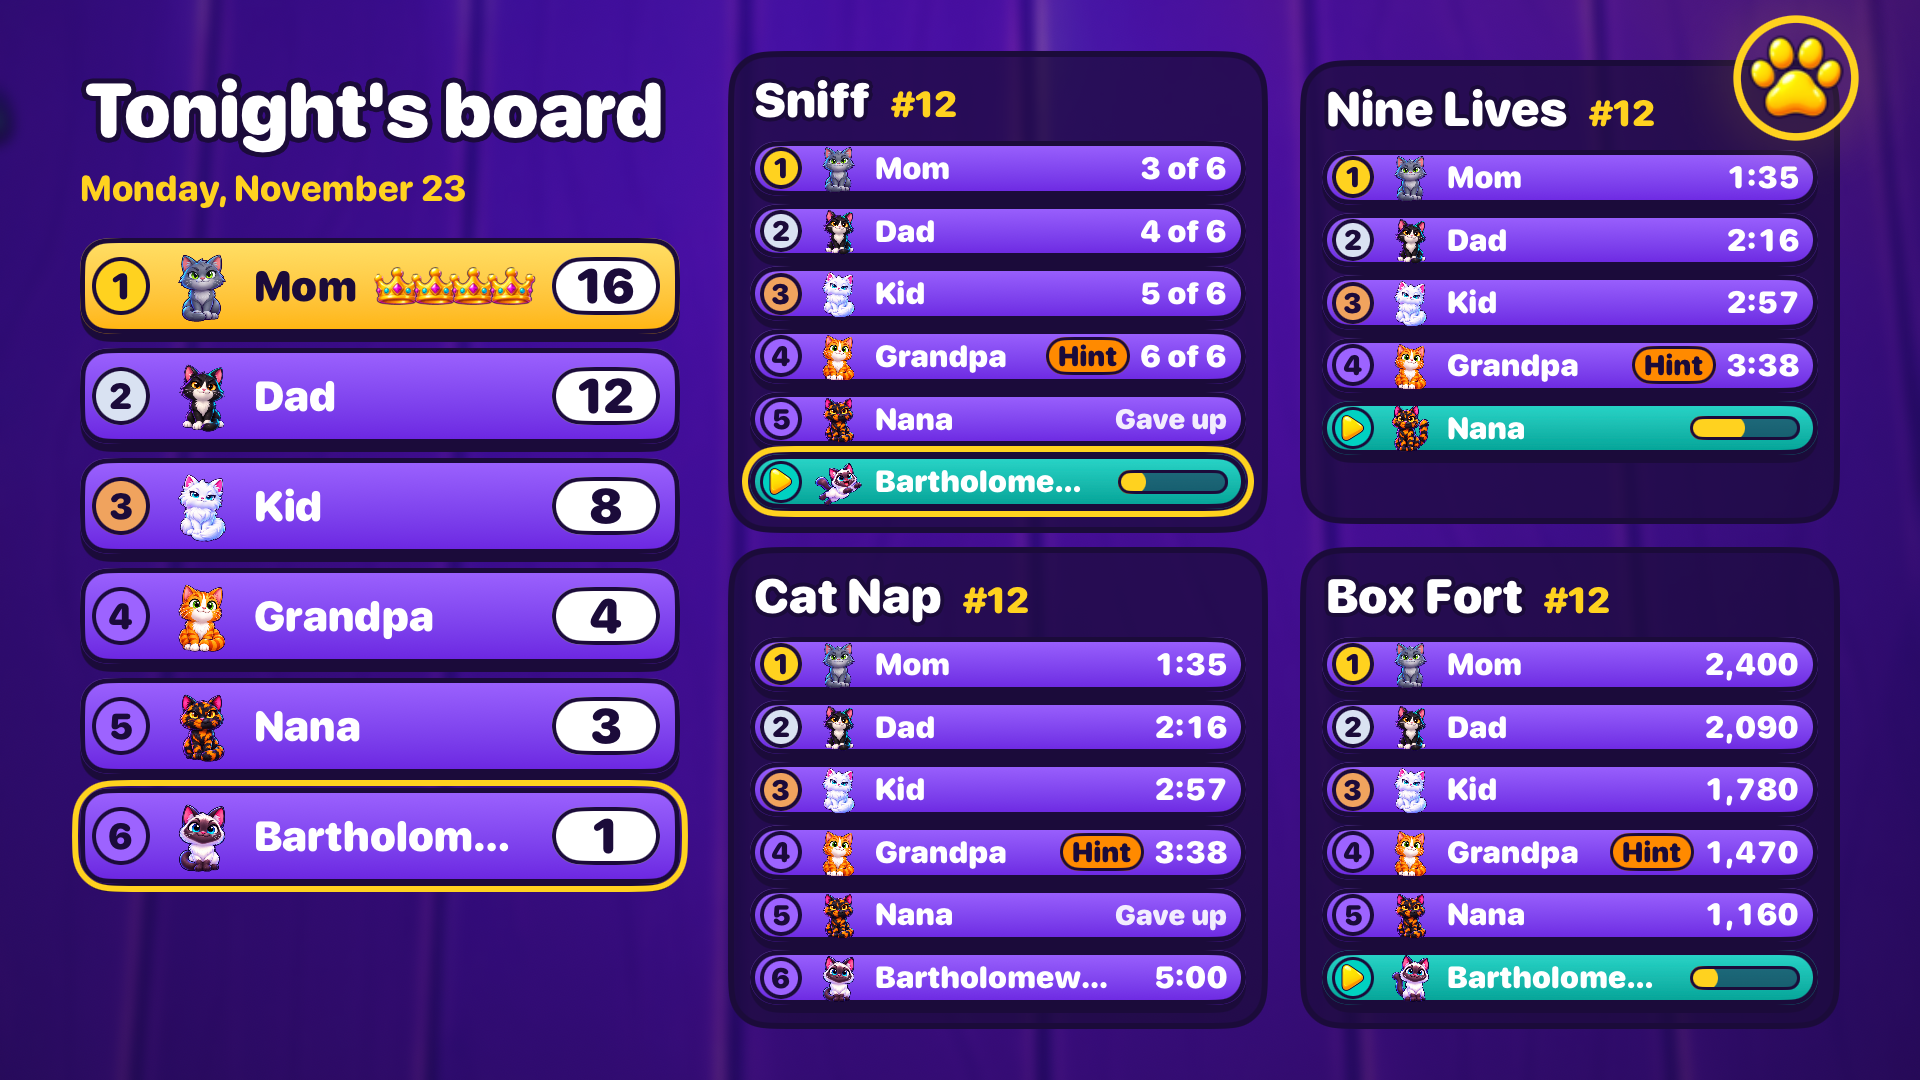 Tonight's board
Monday, November 23
1 Mom 16
2 Dad 12
3 Kid 8
4 Grandpa 4
5 Nana 3
6 Bartholom... 1
Sniff #12
1 Mom 3 of 6
2 Dad 4 of 6
3 Kid 5 of 6
4 Grandpa Hint 6 of 6
5 Nana Gave up
Bartholome...
Nine Lives #12
1 Mom 1:35
2 Dad 2:16
3 Kid 2:57
4 Grandpa Hint 3:38
Nana
Cat Nap #12
1 Mom 1:35
2 Dad 2:16
3 Kid 2:57
4 Grandpa Hint 3:38
5 Nana Gave up
6 Bartholomew... 5:00
Box Fort #12
1 Mom 2,400
2 Dad 2,090
3 Kid 1,780
4 Grandpa Hint 1,470
5 Nana 1,160
Bartholome...